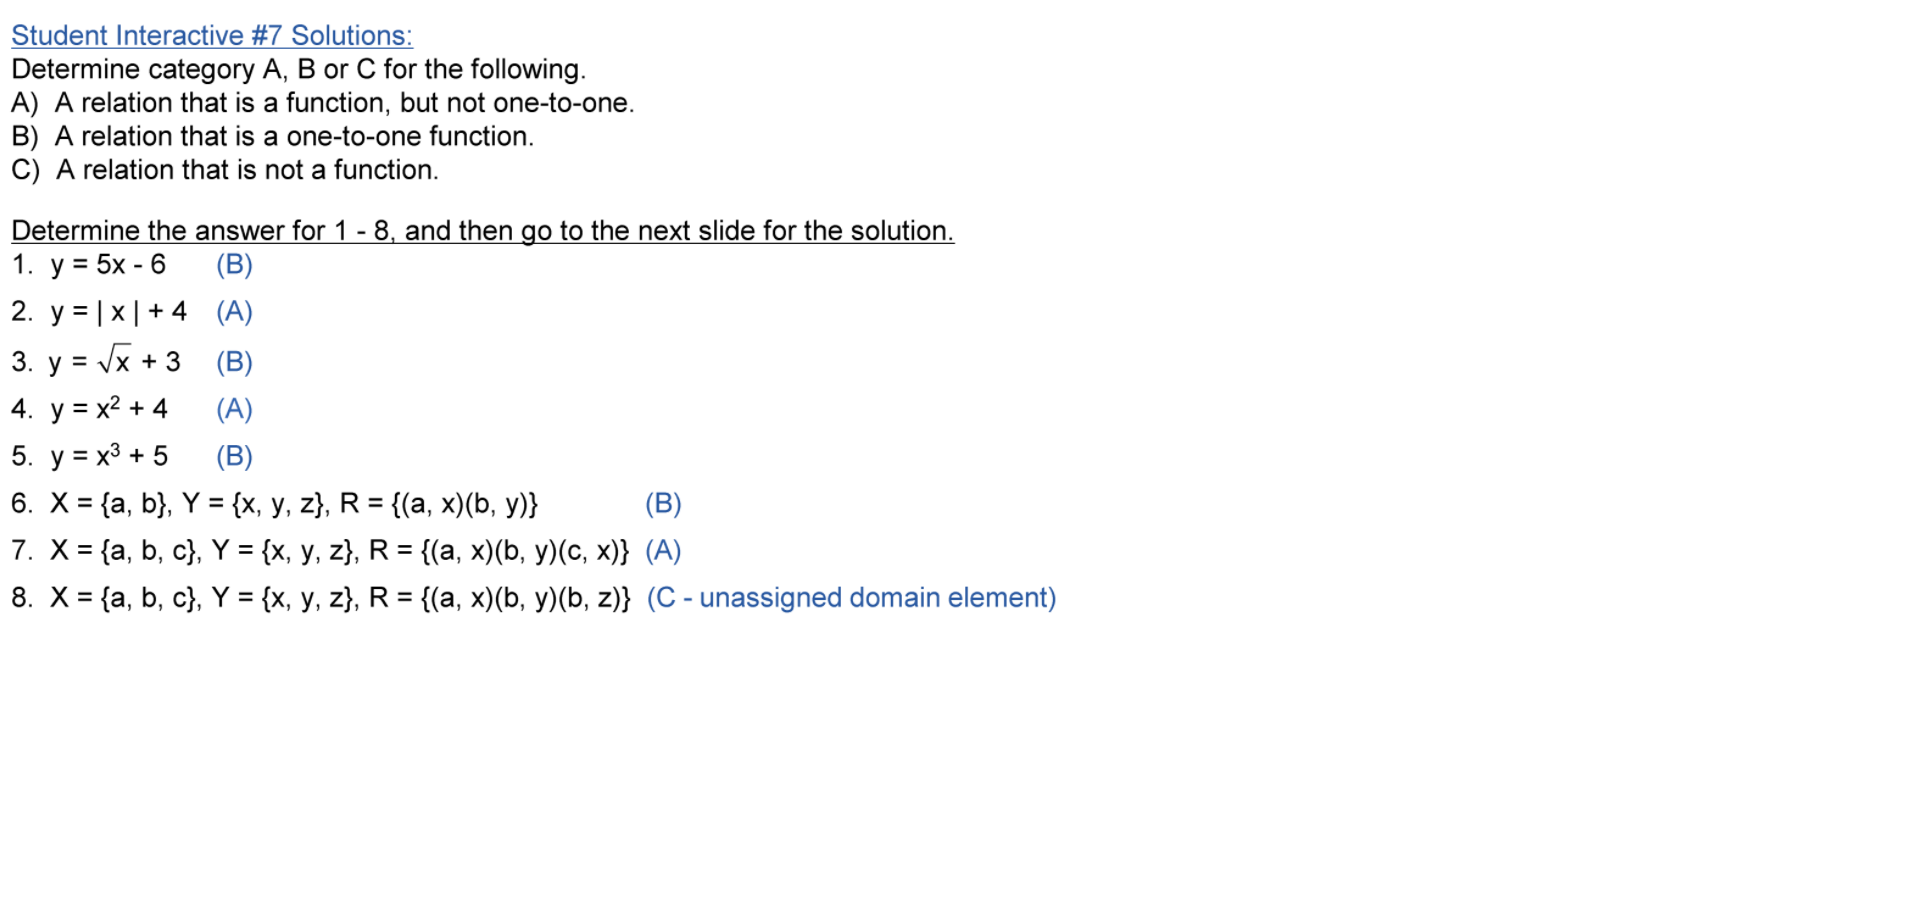 Student Interactive #7 Solutions:
Determine category A, B or C for the following.
A) A relation that is a function, but not one-to-one.
B) A relation that is a one-to-one function.
C) A relation that is not a function.
Determine the answer for 1 - 8, and then go to the next slide for the solution.
1. y = 5x - 6 (B)
2. y = | x | + 4 (A)
3. y = √x + 3 (B)
4. y = x² + 4 (A)
5. y = x³ + 5 (B)
6. X = {a, b}, Y = {x, y, z}, R = {(a, x)(b, y)} (B)
7. X = {a, b, c}, Y = {x, y, z}, R = {(a, x)(b, y)(c, x)} (A)
8. X = {a, b, c}, Y = {x, y, z}, R = {(a, x)(b, y)(b, z)} (C - unassigned domain element)